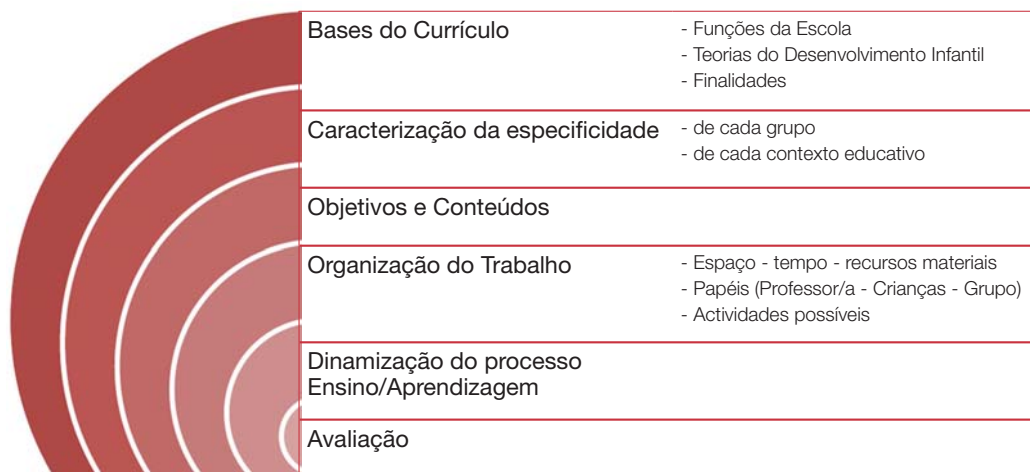 Bases do Currículo
- Funções da Escola
- Teorias do Desenvolvimento Infantil
- Finalidades
Caracterização da especificidade
- de cada grupo
- de cada contexto educativo
Objetivos e Conteúdos
Organização do Trabalho
- Espaço - tempo - recursos materiais
- Papéis (Professor/a - Crianças - Grupo)
- Actividades possíveis
Dinamização do processo
Ensino/Aprendizagem
Avaliação